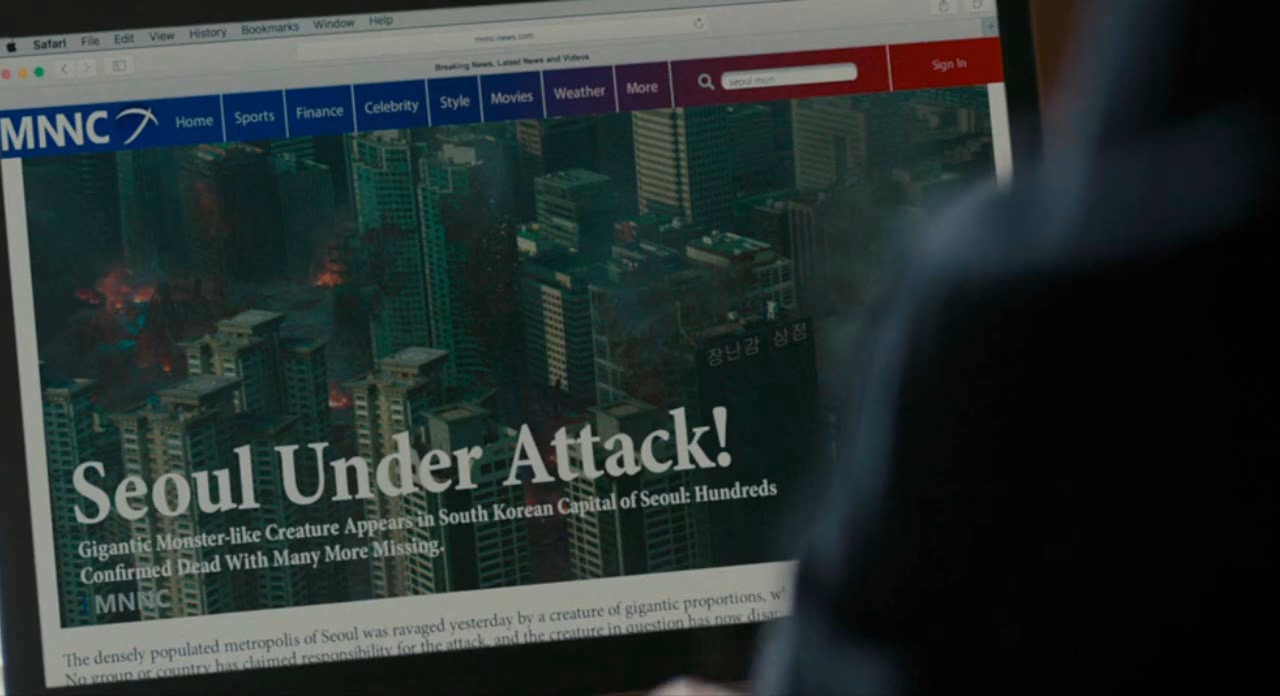 Safari File Edit View History Bookmarks Window Help
mnnc-news.com
Breaking News, Latest News and Videos
MNNC Home Sports Finance Celebrity Style Movies Weather More seoul mon Sign In
장난감 상점
Seoul Under Attack!
Gigantic Monster-like Creature Appears in South Korean Capital of Seoul: Hundreds
Confirmed Dead With Many More Missing.
MNNC
The densely populated metropolis of Seoul was ravaged yesterday by a creature of gigantic proportions,
No group or country has claimed responsibility for the attack, and the creature in question has now